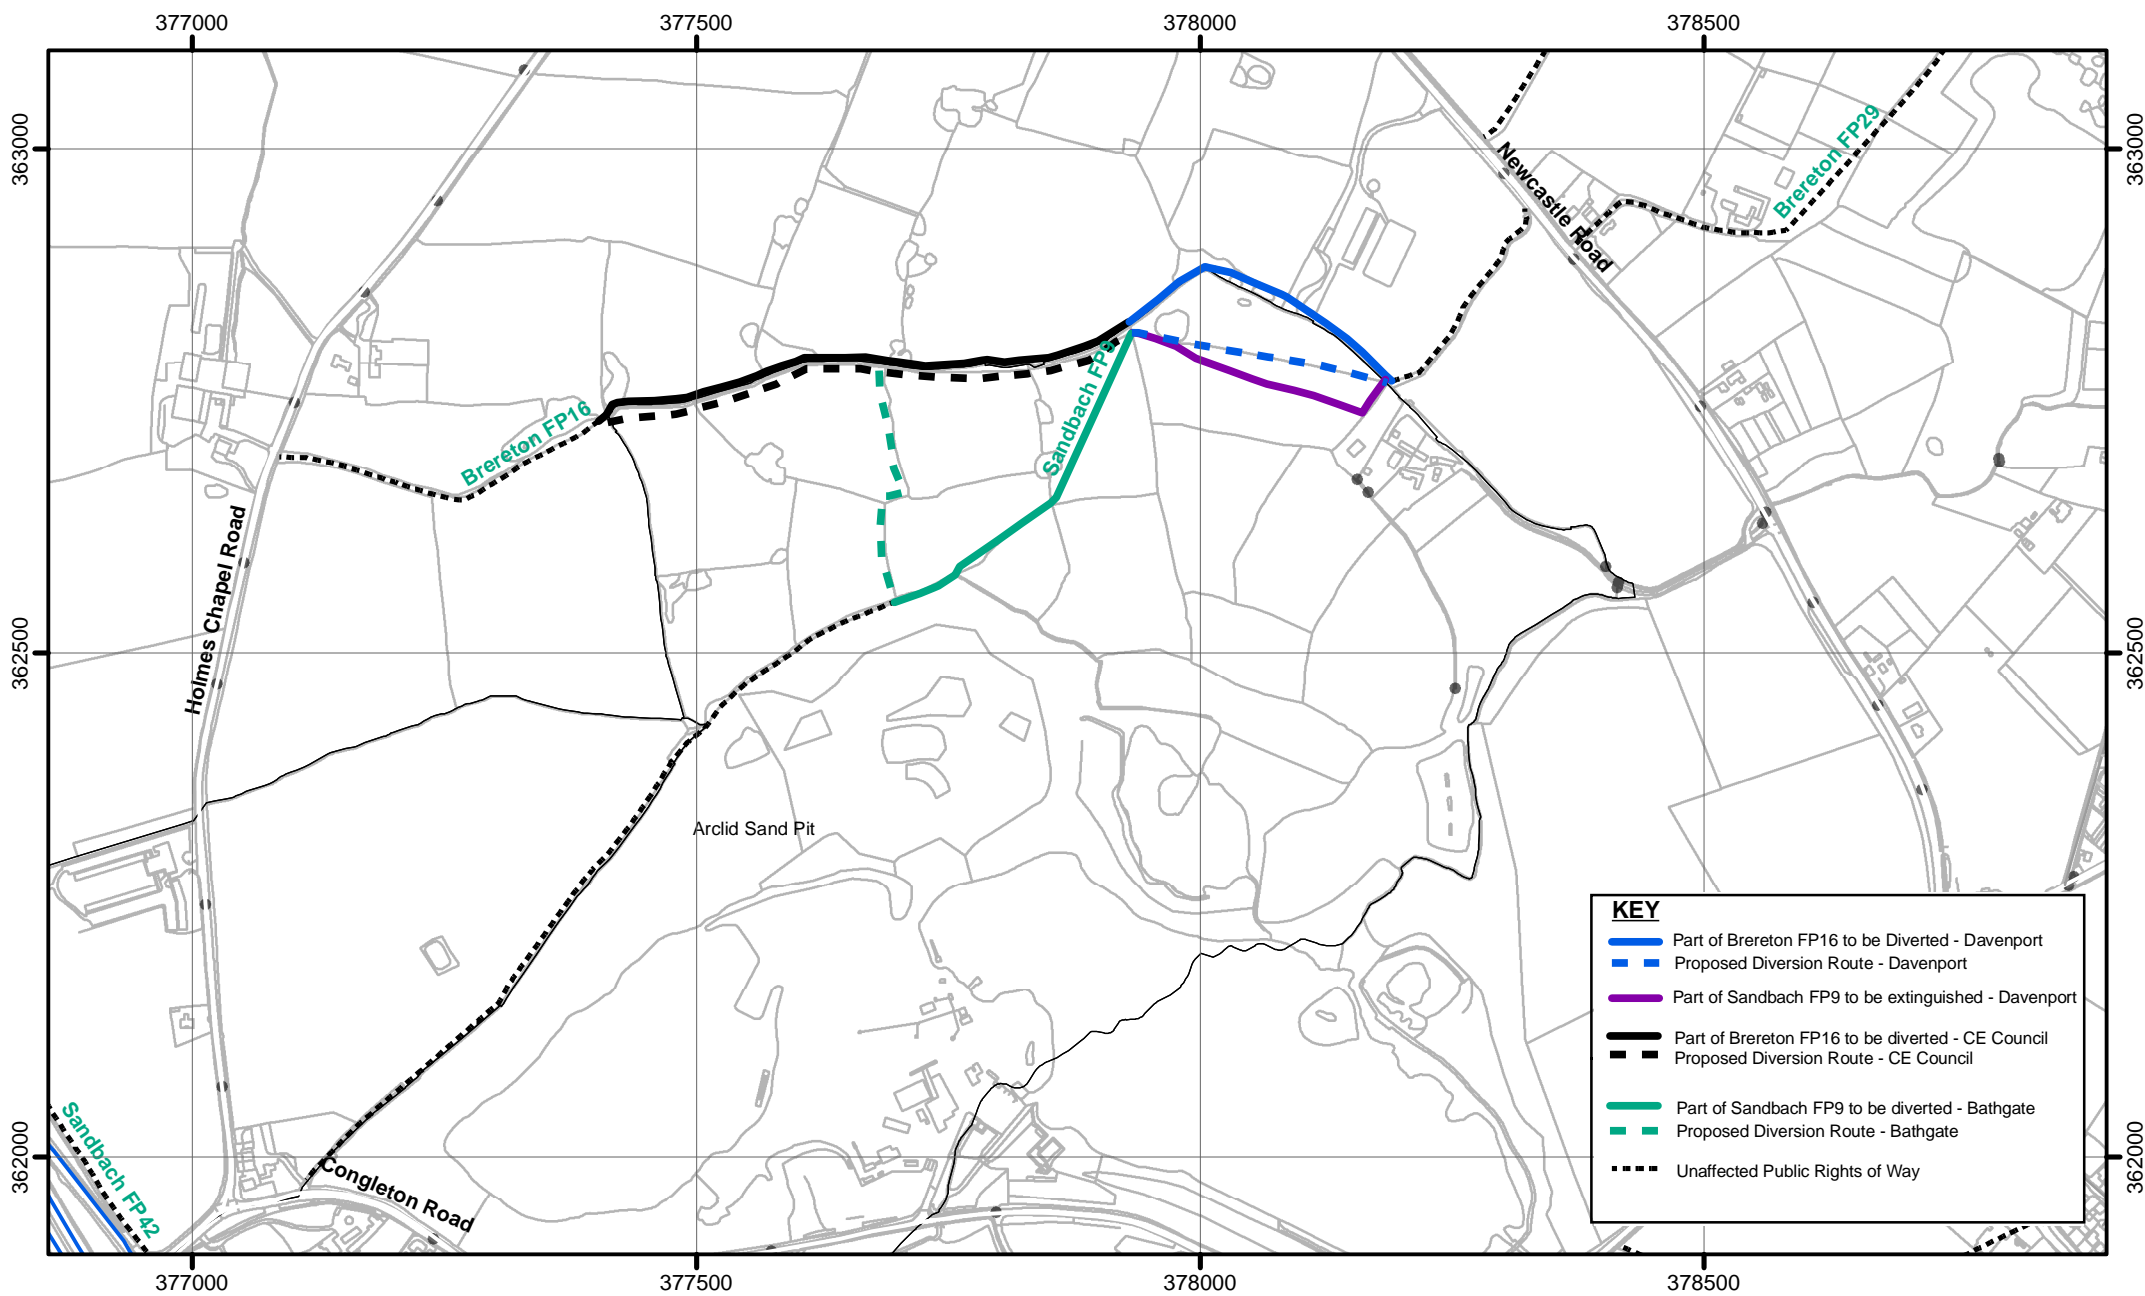 377000
377500
378000
378500
363000
363000
Newcastle Road
Brereton FP29
Brereton FP16
Sandbach FP9
Holmes Chapel Road
362500
362500
Arclid Sand Pit
KEY
Part of Brereton FP16 to be Diverted - Davenport
Proposed Diversion Route - Davenport
Part of Sandbach FP9 to be extinguished - Davenport
Part of Brereton FP16 to be diverted - CE Council
Proposed Diversion Route - CE Council
Part of Sandbach FP9 to be diverted - Bathgate
Proposed Diversion Route - Bathgate
Unaffected Public Rights of Way
362000
362000
Sandbach FP42
Congleton Road
377000
377500
378000
378500